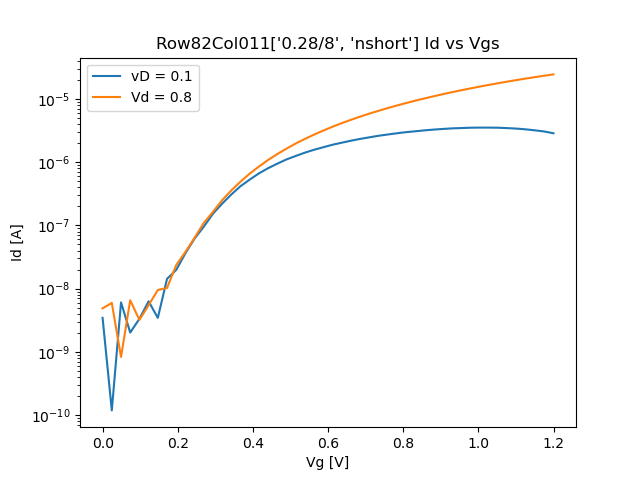 Row82Col011['0.28/8', 'nshort'] Id vs Vgs
vD = 0.1
Vd = 0.8
10⁻⁵
10⁻⁶
10⁻⁷
10⁻⁸
10⁻⁹
10⁻¹⁰
Id [A]
0.0 0.2 0.4 0.6 0.8 1.0 1.2
Vg [V]